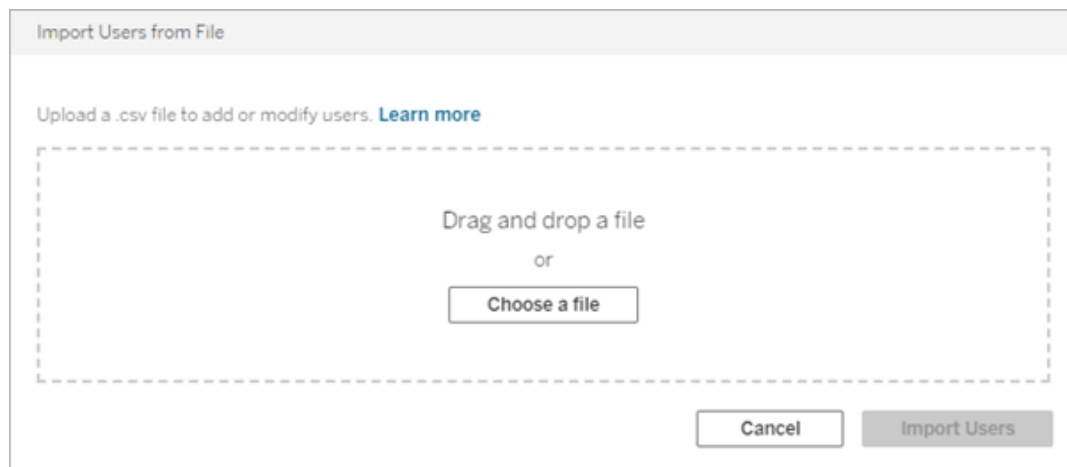 Import Users from File
Upload a .csv file to add or modify users. Learn more
Drag and drop a file
or
Choose a file
Cancel
Import Users